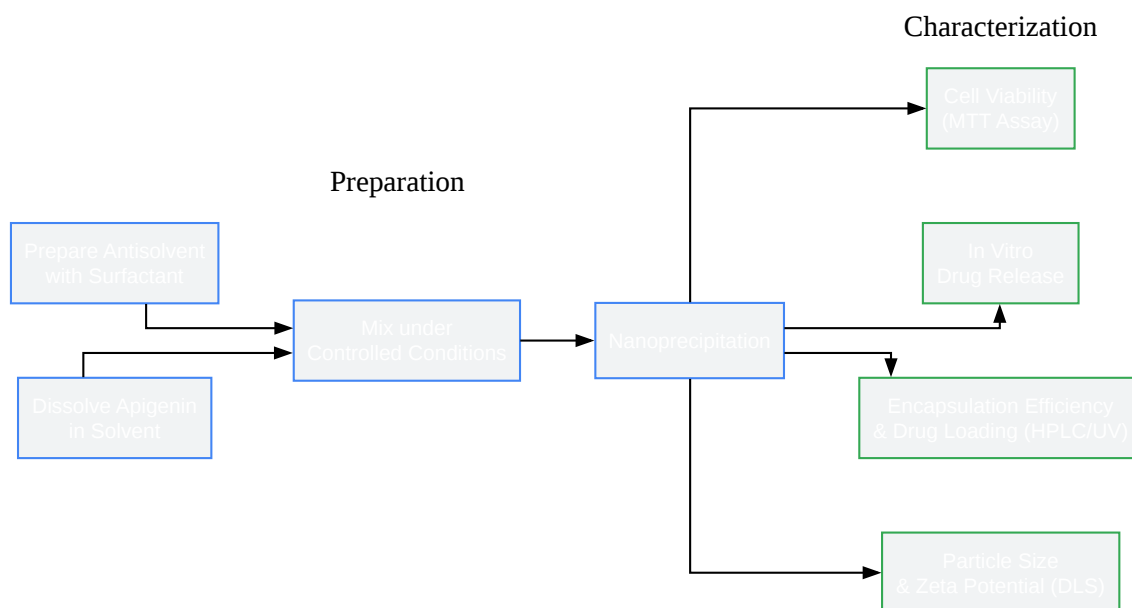 Characterization
Cell Viability
(MTT Assay)
Preparation
Prepare Antisolvent
with Surfactant
In Vitro
Drug Release
Mix under
Controlled Conditions
Nanoprecipitation
Dissolve Apigenin
in Solvent
Encapsulation Efficiency
& Drug Loading (HPLC/UV)
Particle Size
& Zeta Potential (DLS)